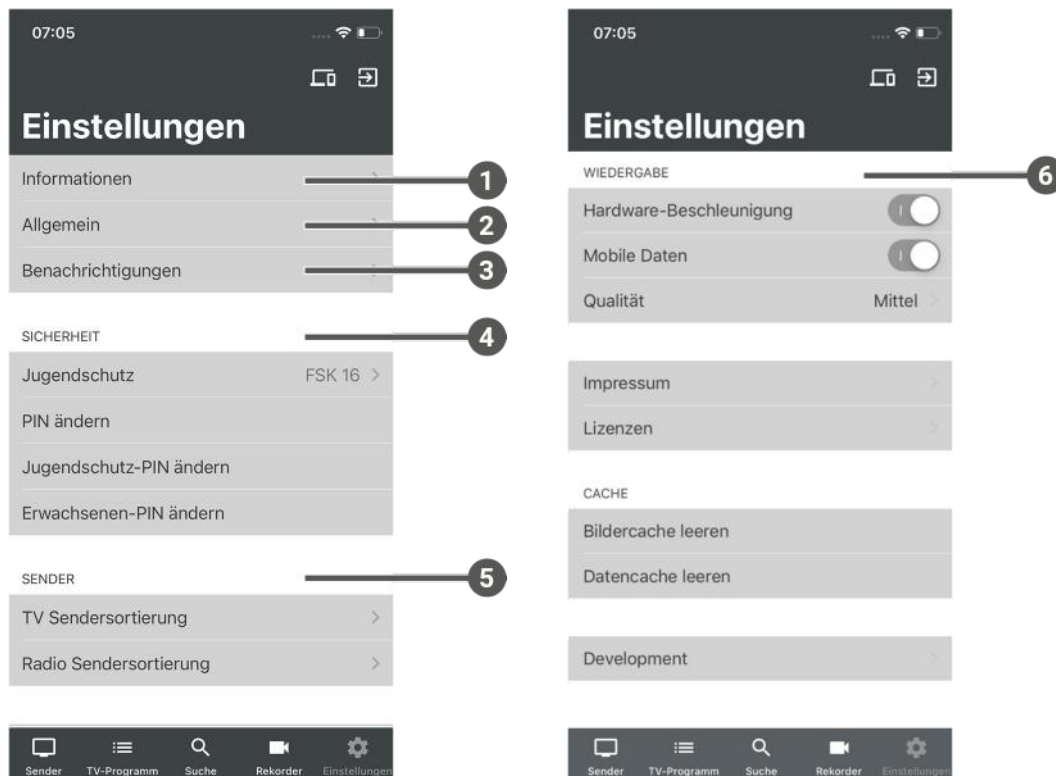 07:05
Einstellungen
Informationen
1
Allgemein
2
Benachrichtigungen
3
SICHERHEIT
4
Jugendschutz FSK 16
PIN ändern
Jugendschutz-PIN ändern
Erwachsenen-PIN ändern
SENDER
5
TV Sendersortierung
Radio Sendersortierung
Sender TV-Programm Suche Rekorder Einstellungen
07:05
Einstellungen
WIEDERGABE
6
Hardware-Beschleunigung
Mobile Daten
Qualität Mittel
Impressum
Lizenzen
CACHE
Bildercache leeren
Datencache leeren
Development
Sender TV-Programm Suche Rekorder Einstellungen